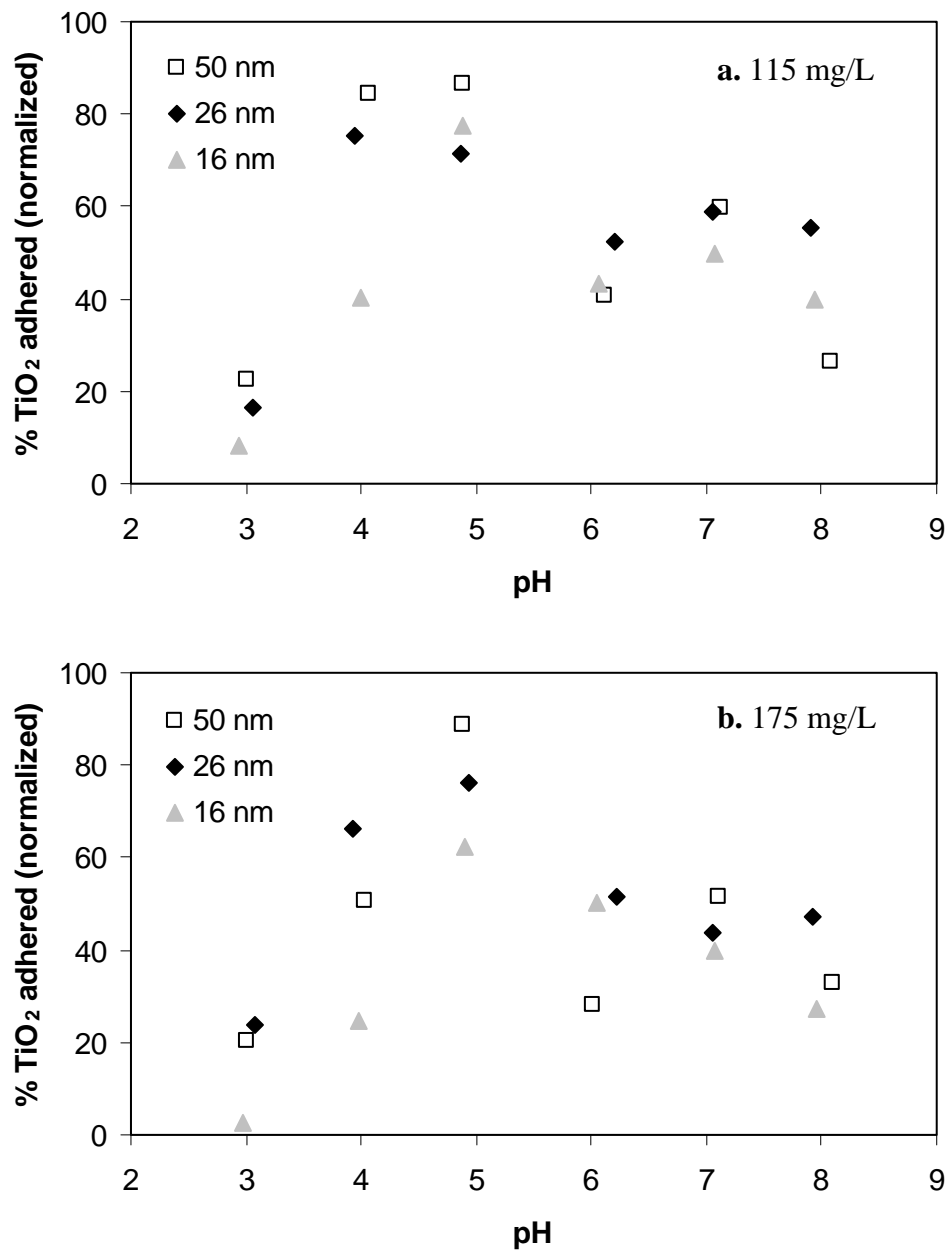 % TiO₂ adhered (normalized)
100
80
60
40
20
0
50 nm
26 nm
16 nm
a. 115 mg/L
2 3 4 5 6 7 8 9
pH
% TiO₂ adhered (normalized)
100
80
60
40
20
0
50 nm
26 nm
16 nm
b. 175 mg/L
2 3 4 5 6 7 8 9
pH